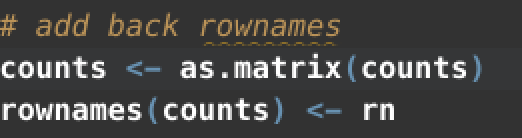 # add back rownames
counts <- as.matrix(counts)
rownames(counts) <- rn